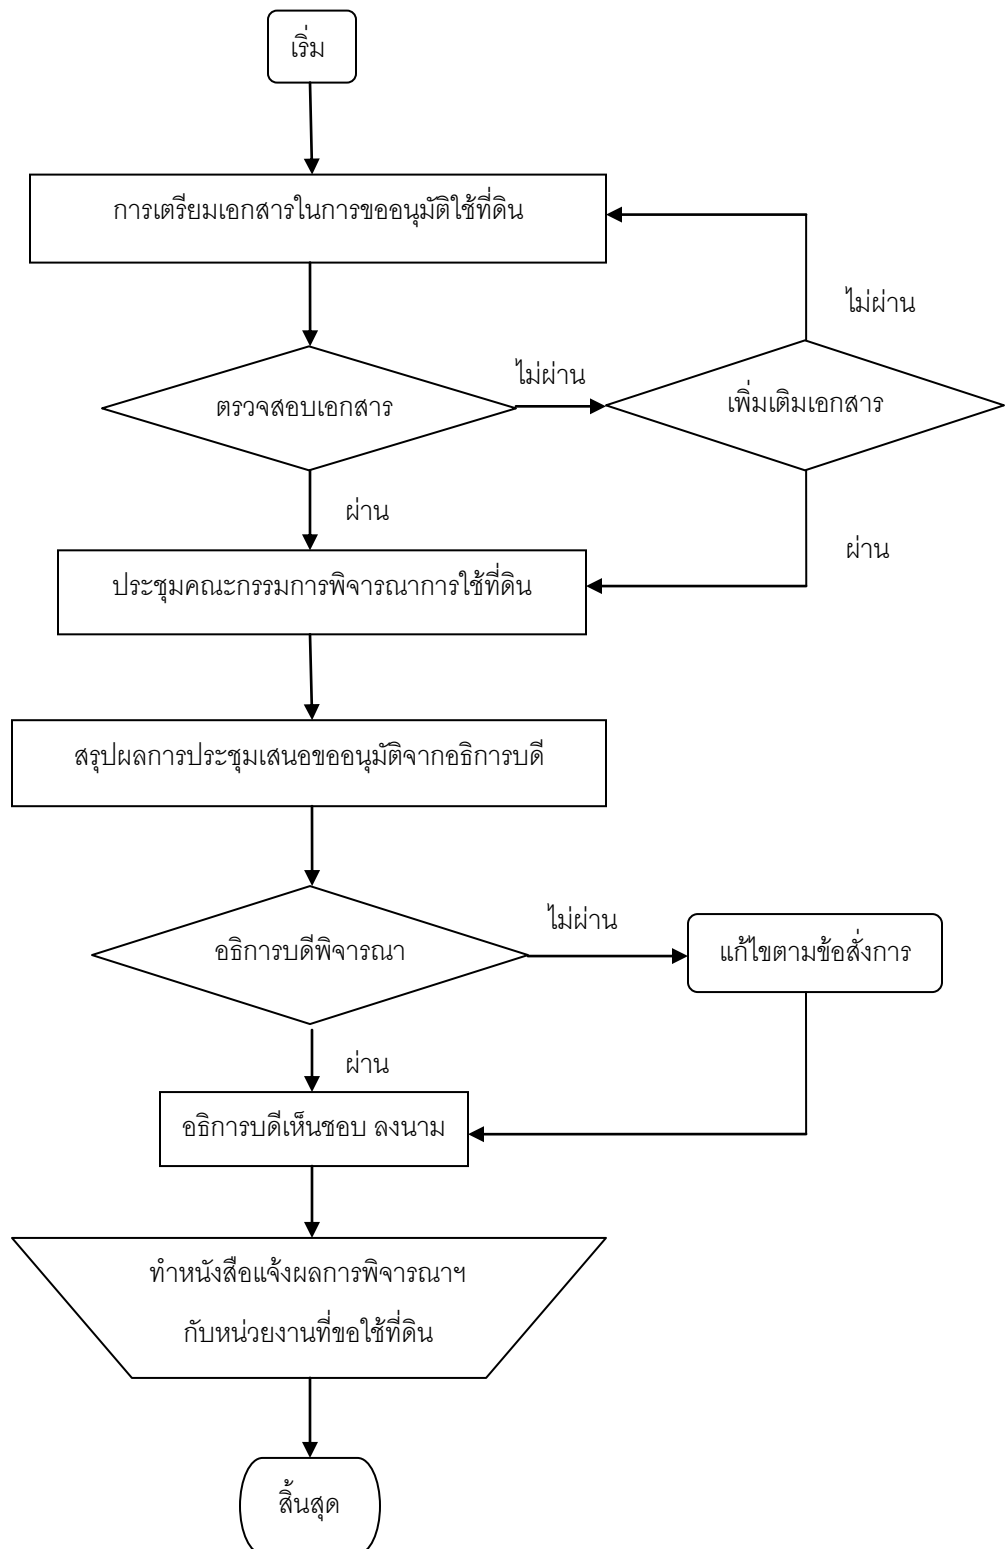 เริ่ม
การเตรียมเอกสารในการขออนุมัติใช้ที่ดิน
ไม่ผ่าน
ไม่ผ่าน
ตรวจสอบเอกสาร
เพิ่มเติมเอกสาร
ผ่าน
ผ่าน
ประชุมคณะกรรมการพิจารณาการใช้ที่ดิน
สรุปผลการประชุมเสนอขออนุมัติจากอธิการบดี
ไม่ผ่าน
อธิการบดีพิจารณา
แก้ไขตามข้อสั่งการ
ผ่าน
อธิการบดีเห็นชอบ ลงนาม
ทำหนังสือแจ้งผลการพิจารณาฯ
กับหน่วยงานที่ขอใช้ที่ดิน
สิ้นสุด